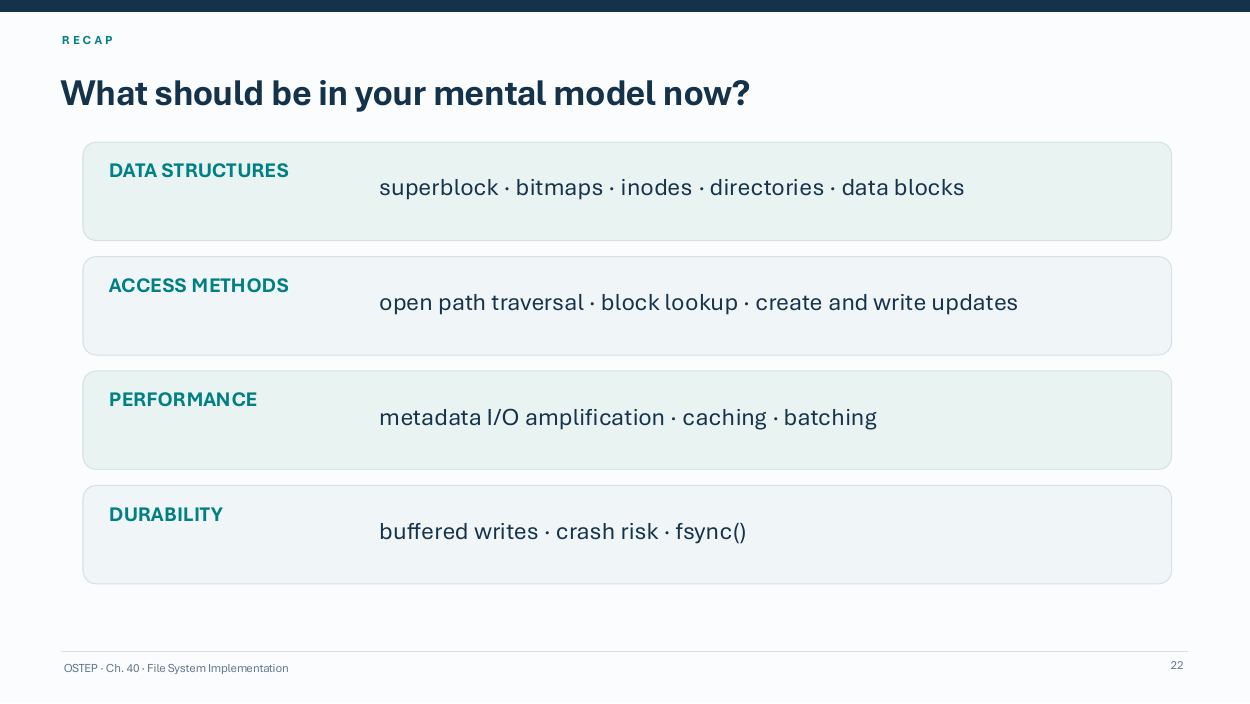 RECAP
What should be in your mental model now?
DATA STRUCTURES
superblock · bitmaps · inodes · directories · data blocks
ACCESS METHODS
open path traversal · block lookup · create and write updates
PERFORMANCE
metadata I/O amplification · caching · batching
DURABILITY
buffered writes · crash risk · fsync()
OSTEP · Ch. 40 · File System Implementation
22